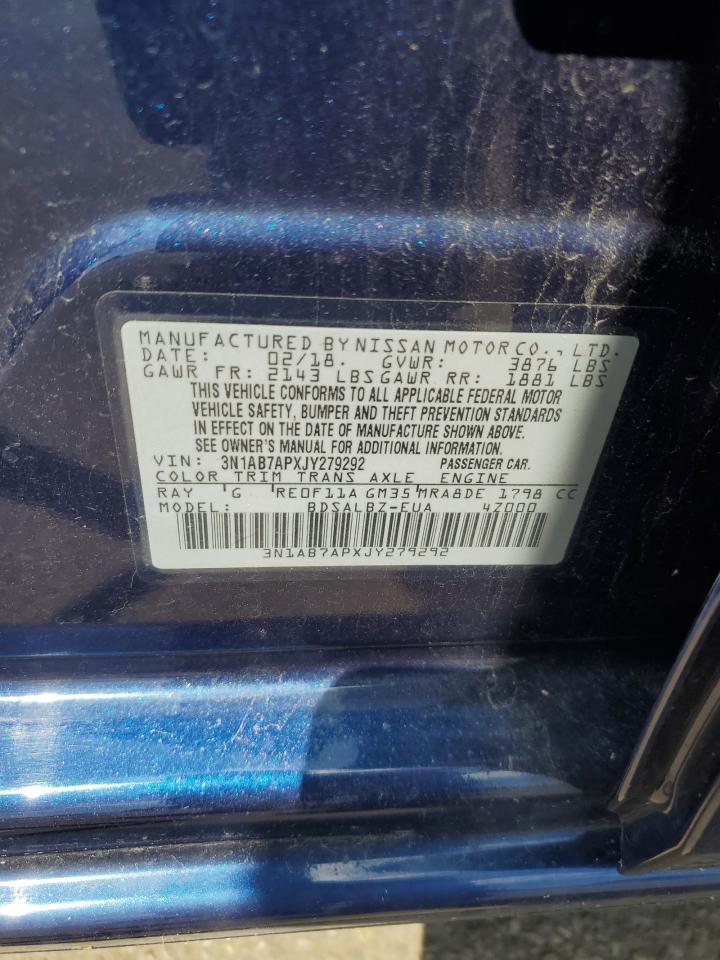 MANUFACTURED BY NISSAN MOTOR CO., LTD.
DATE: 02/18. GVWR: 3876 LBS
GAWR FR: 2143 LBS GAWR RR: 1881 LBS
THIS VEHICLE CONFORMS TO ALL APPLICABLE FEDERAL MOTOR
VEHICLE SAFETY, BUMPER AND THEFT PREVENTION STANDARDS
IN EFFECT ON THE DATE OF MANUFACTURE SHOWN ABOVE.
SEE OWNER'S MANUAL FOR ADDITIONAL INFORMATION.
VIN: 3N1AB7APXJY279292 PASSENGER CAR.
COLOR TRIM TRANS AXLE ENGINE
RAY G RE0F11A GM35 MRA8DE 1798 CC
MODEL: BDSALBZ-EUA 4Z000
3N1AB7APXJY279292